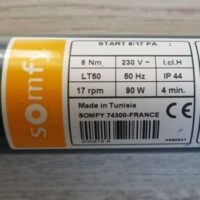 somfy
START 6/17 PA
6 Nm 230 V ~ I.cl.H
LT50 50 Hz IP 44
17 rpm 90 W 4 min.
Made in Tunisia
SOMFY 74300-FRANCE
CE